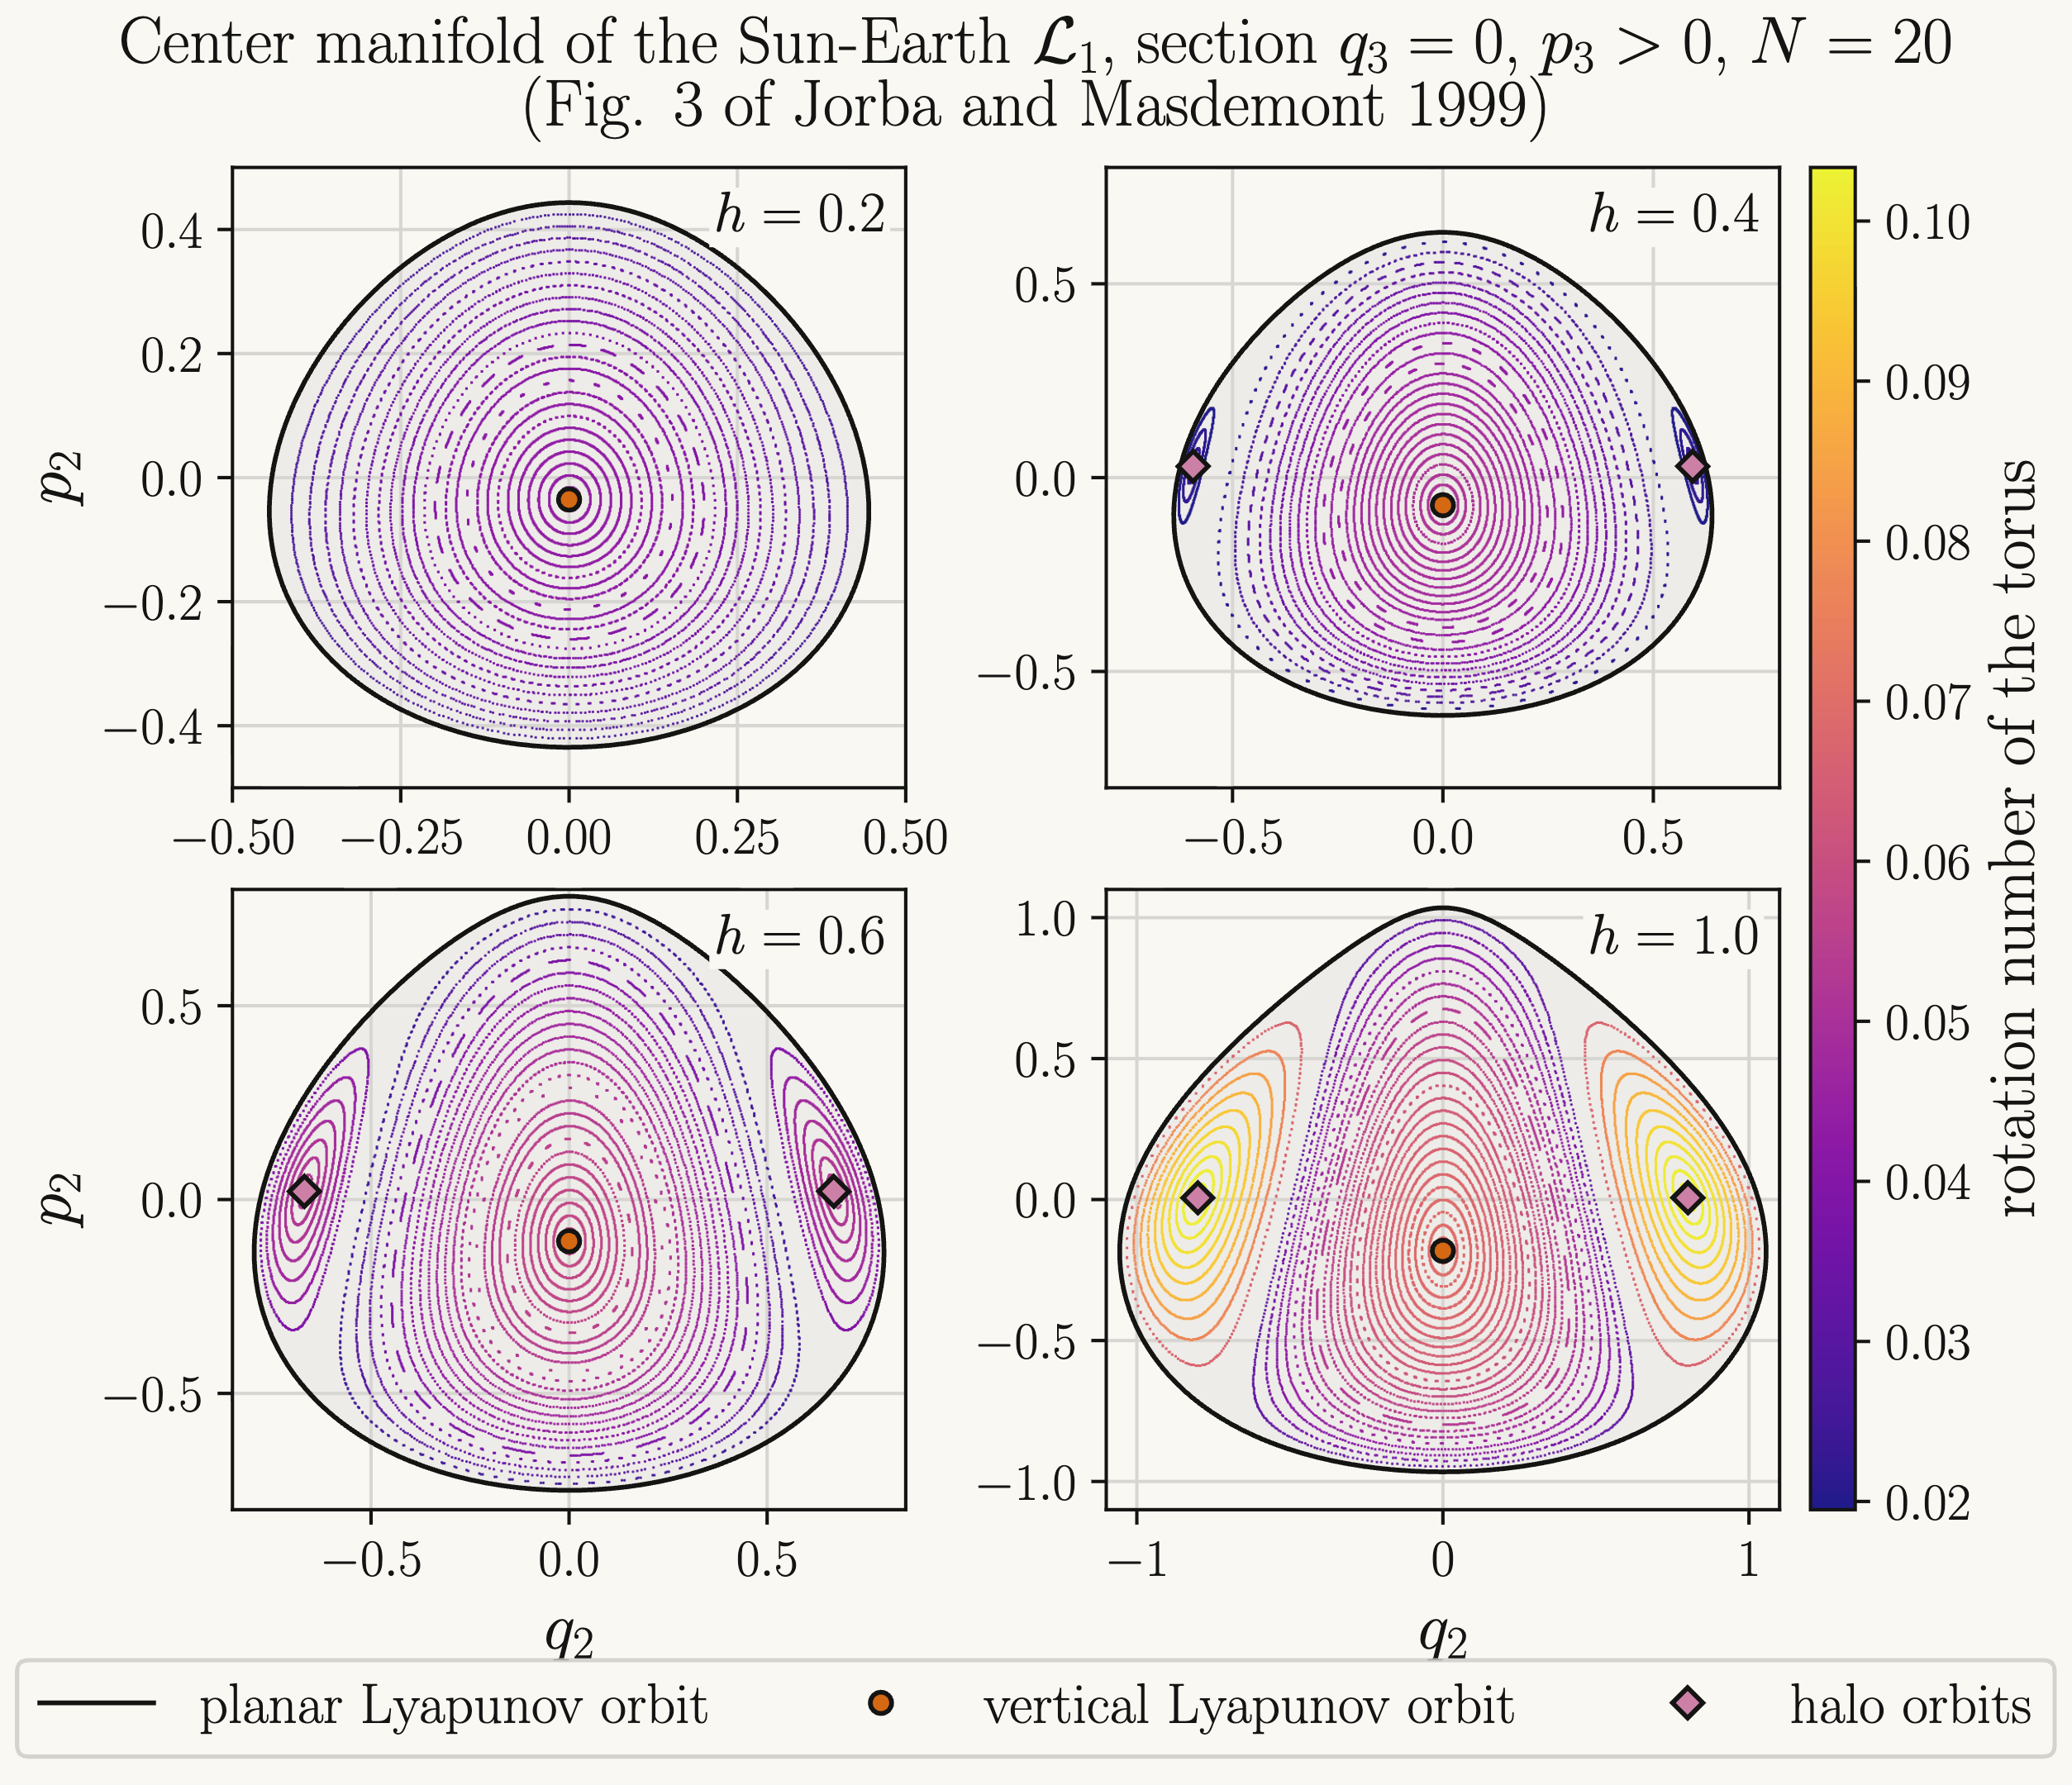 Center manifold of the Sun-Earth 𝓛₁, section q₃ = 0, p₃ > 0, N = 20
(Fig. 3 of Jorba and Masdemont 1999)
h = 0.2
0.4
0.2
0.0
−0.2
−0.4
p₂
−0.50 −0.25 0.00 0.25 0.50
h = 0.4
0.5
0.0
−0.5
−0.5 0.0 0.5
h = 0.6
0.5
0.0
−0.5
p₂
−0.5 0.0 0.5
q₂
h = 1.0
1.0
0.5
0.0
−0.5
−1.0
−1 0 1
q₂
0.10
0.09
0.08
0.07
0.06
0.05
0.04
0.03
0.02
rotation number of the torus
planar Lyapunov orbit vertical Lyapunov orbit halo orbits